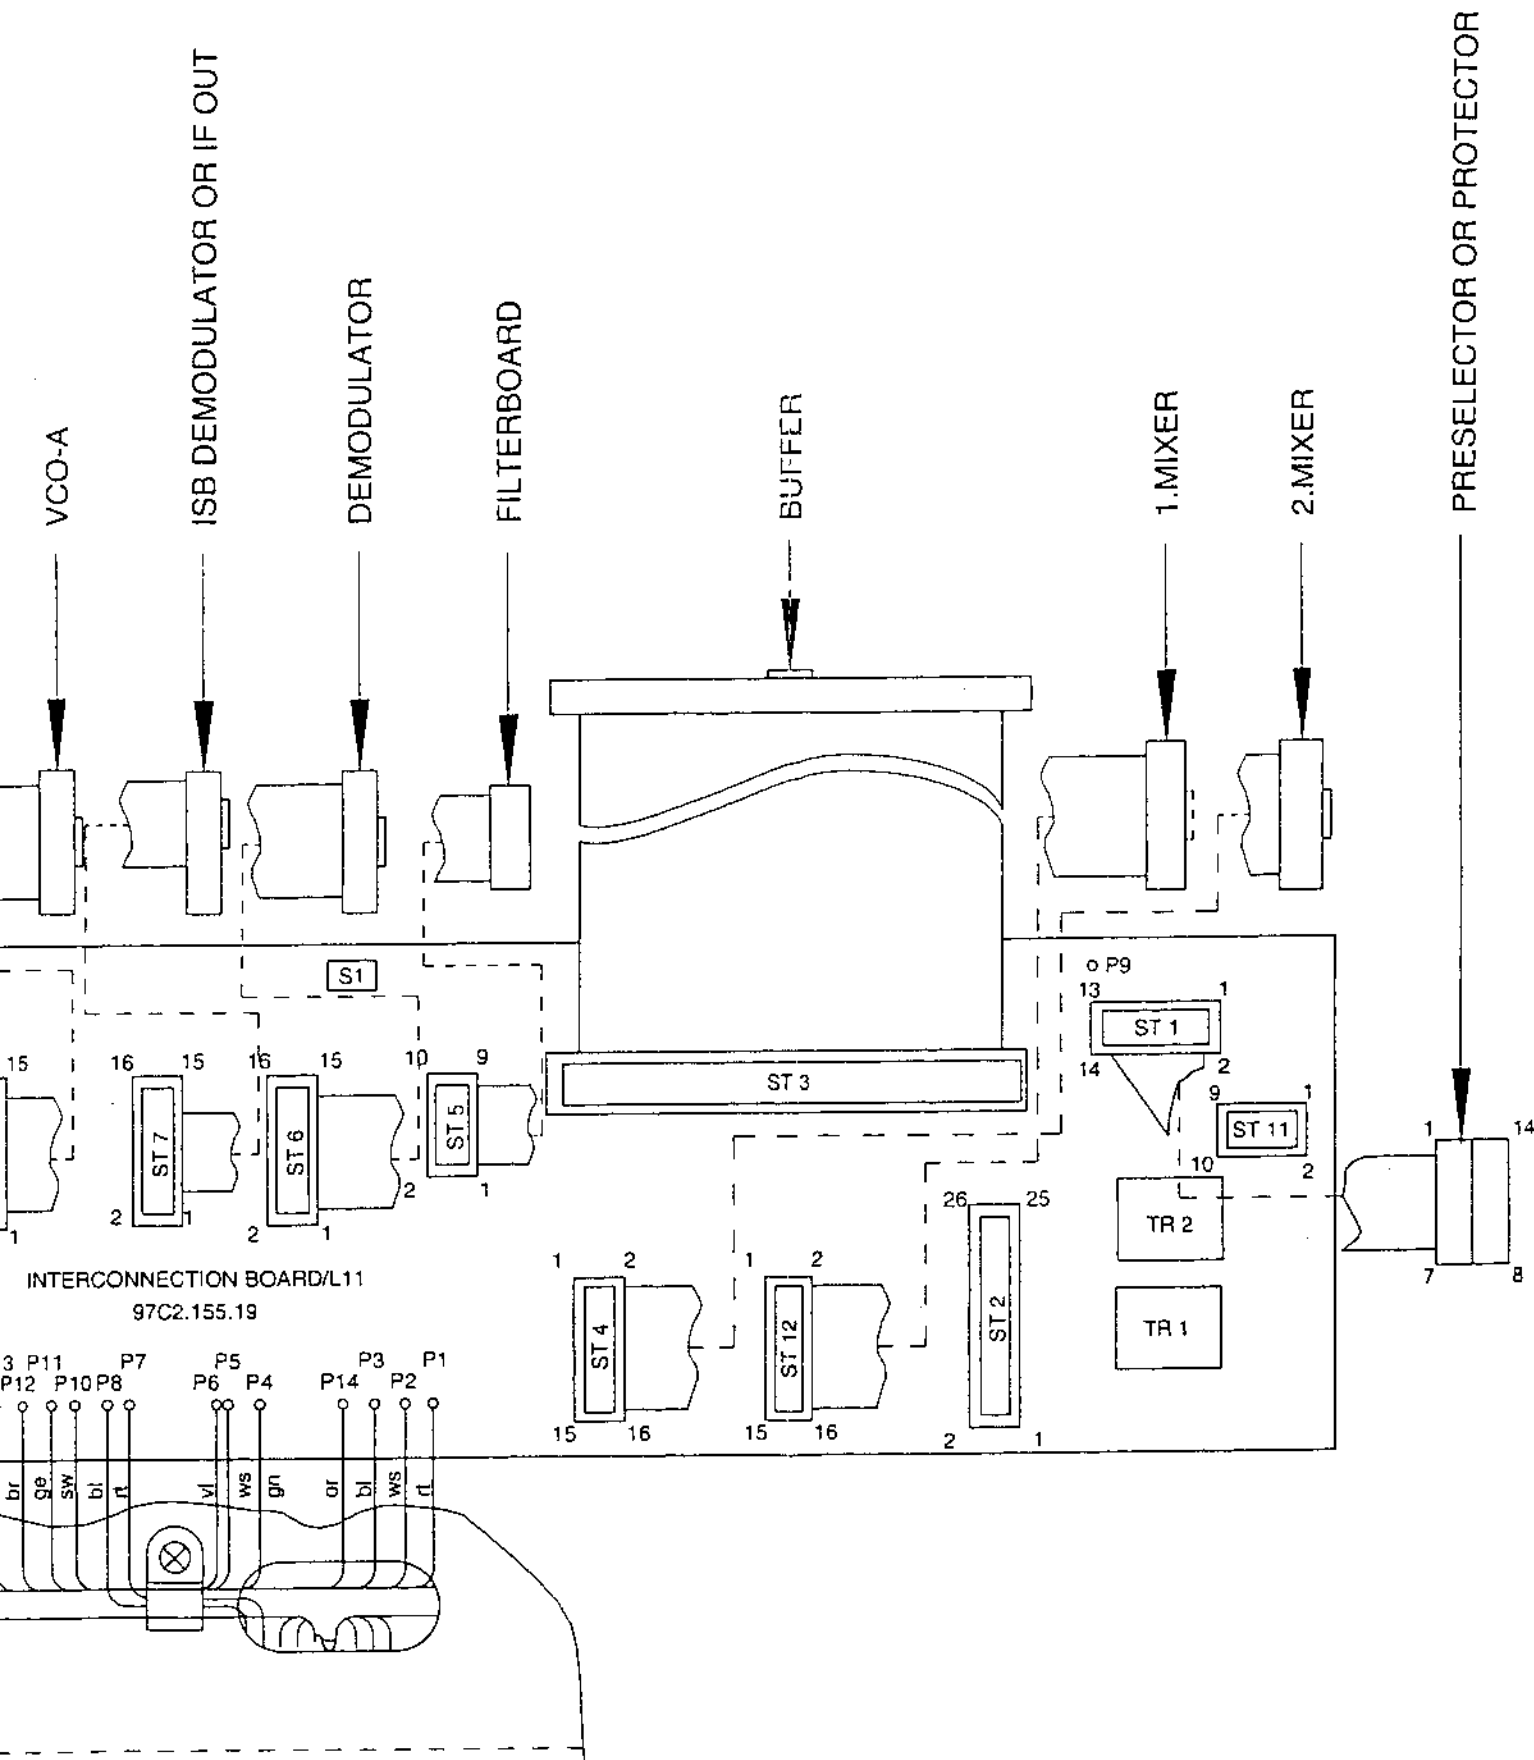 VCO-A
ISB DEMODULATOR OR IF OUT
DEMODULATOR
FILTERBOARD
BUFFER
1.MIXER
2.MIXER
PRESELECTOR OR PROTECTOR
S1
P9
13 1
ST 1
14 2
15 16 15 16 15 10 9
ST 7
ST 6
ST 5
ST 3
9 1
ST 11
10 2
1 14
7 8
2 1
2 1
2 1
1
TR 2
26 25
ST 2
2 1
TR 1
INTERCONNECTION BOARD/L11
97C2.155.19
1 2
ST 4
15 16
1 2
ST 12
15 16
3 P11 P7 P5 P3 P1
P12 P10 P8 P6 P4 P14 P2
br ge sw bl rt vl ws gn or bl ws rt